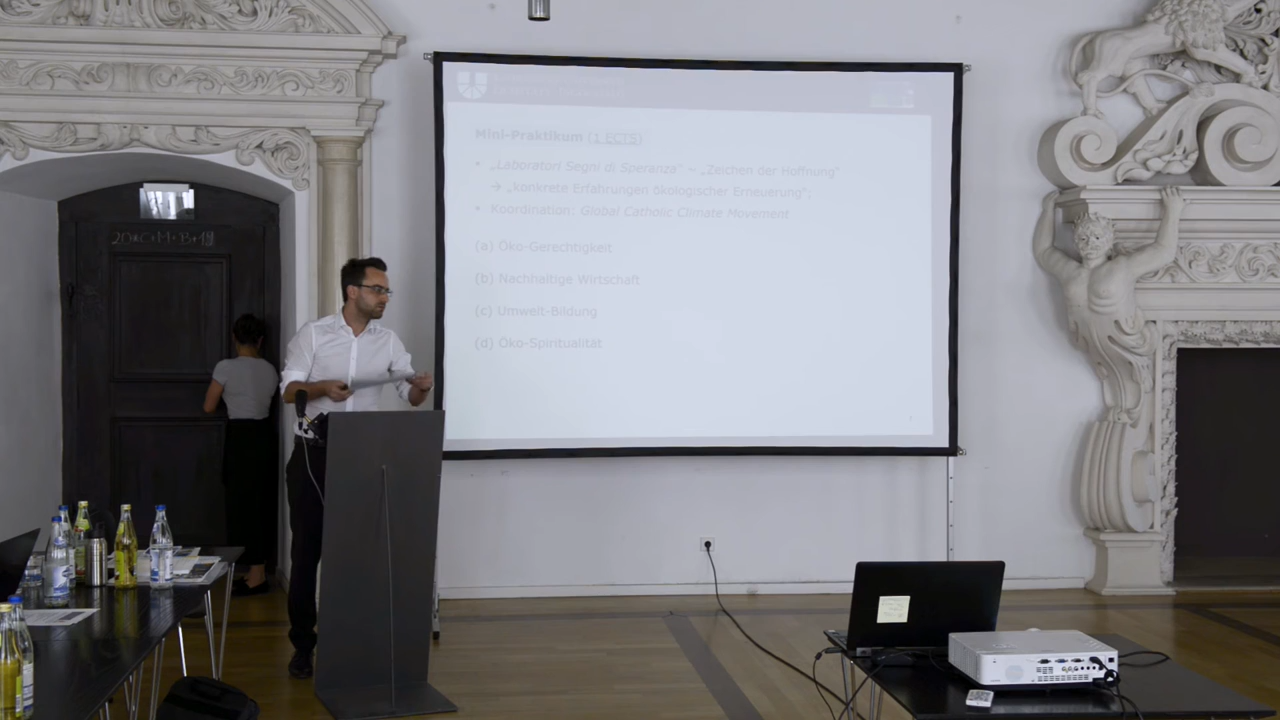 Mini-Praktikum (1 ECTS)
• „Laboratori Segni di Speranza“ – „Zeichen der Hoffnung“
→ „konkrete Erfahrungen ökologischer Erneuerung“;
• Koordination: Global Catholic Climate Movement
(a) Öko-Gerechtigkeit
(b) Nachhaltige Wirtschaft
(c) Umwelt-Bildung
(d) Öko-Spiritualität
20*C+M+B+19